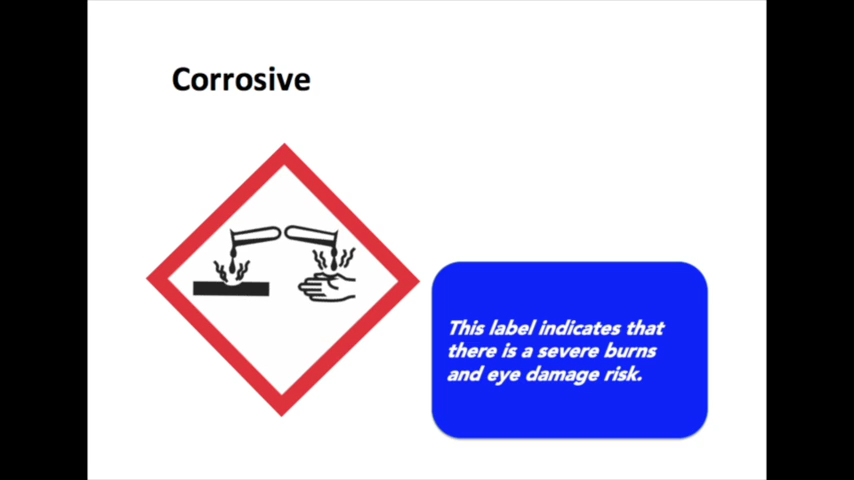 Corrosive
This label indicates that
there is a severe burns
and eye damage risk.